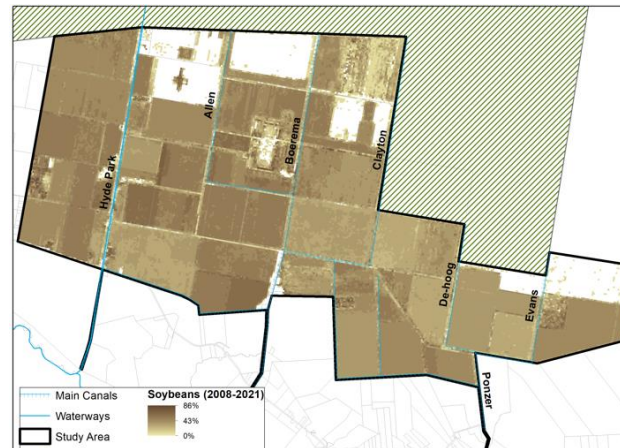 Hyde Park
Allen
Boerema
Clayton
De-hoog
Evans
Ponzer
Main Canals
Waterways
Study Area
Soybeans (2008-2021)
86%
43%
0%